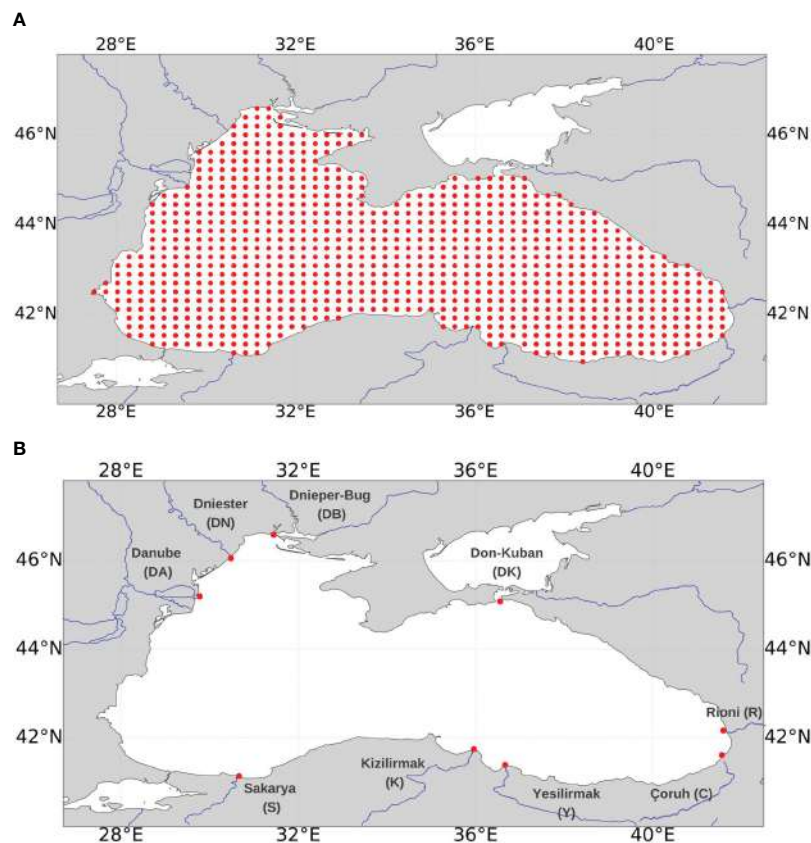 A
28°E 32°E 36°E 40°E
46°N 46°N
44°N 44°N
42°N 42°N
28°E 32°E 36°E 40°E
B
28°E 32°E 36°E 40°E
Dniester
(DN)
Dnieper-Bug
(DB)
Danube
(DA)
Don-Kuban
(DK)
46°N 46°N
44°N 44°N
42°N 42°N
Rioni (R)
Kizilirmak
(K)
Sakarya
(S)
Yesilirmak
(Y)
Çoruh (C)
28°E 32°E 36°E 40°E